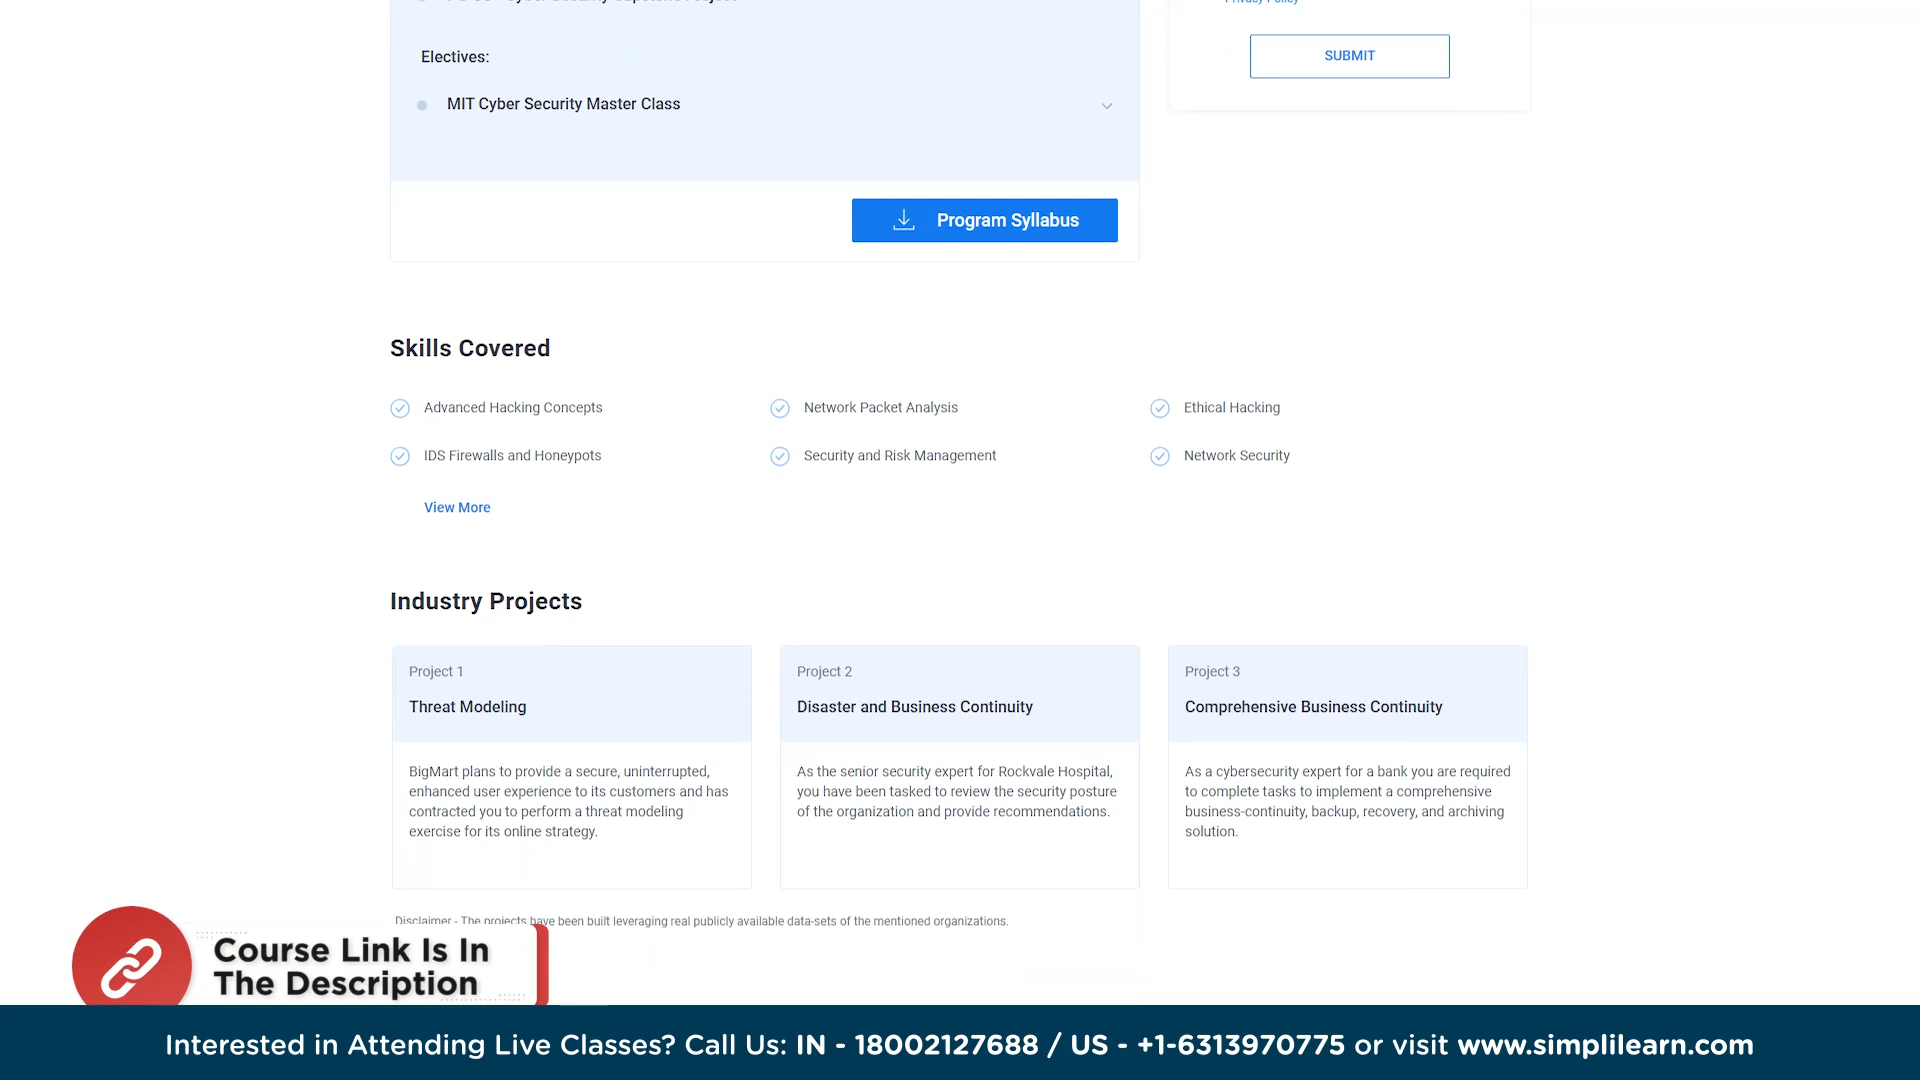 Privacy Policy
Electives:
SUBMIT
MIT Cyber Security Master Class
Program Syllabus
Skills Covered
Advanced Hacking Concepts
Network Packet Analysis
Ethical Hacking
IDS Firewalls and Honeypots
Security and Risk Management
Network Security
View More
Industry Projects
Project 1
Threat Modeling
BigMart plans to provide a secure, uninterrupted,
enhanced user experience to its customers and has
contracted you to perform a threat modeling
exercise for its online strategy.
Project 2
Disaster and Business Continuity
As the senior security expert for Rockvale Hospital,
you have been tasked to review the security posture
of the organization and provide recommendations.
Project 3
Comprehensive Business Continuity
As a cybersecurity expert for a bank you are required
to complete tasks to implement a comprehensive
business-continuity, backup, recovery, and archiving
solution.
Disclaimer - The projects have been built leveraging real publicly available data-sets of the mentioned organizations.
Course Link Is In
The Description
Interested in Attending Live Classes? Call Us: IN - 18002127688 / US - +1-6313970775 or visit www.simplilearn.com